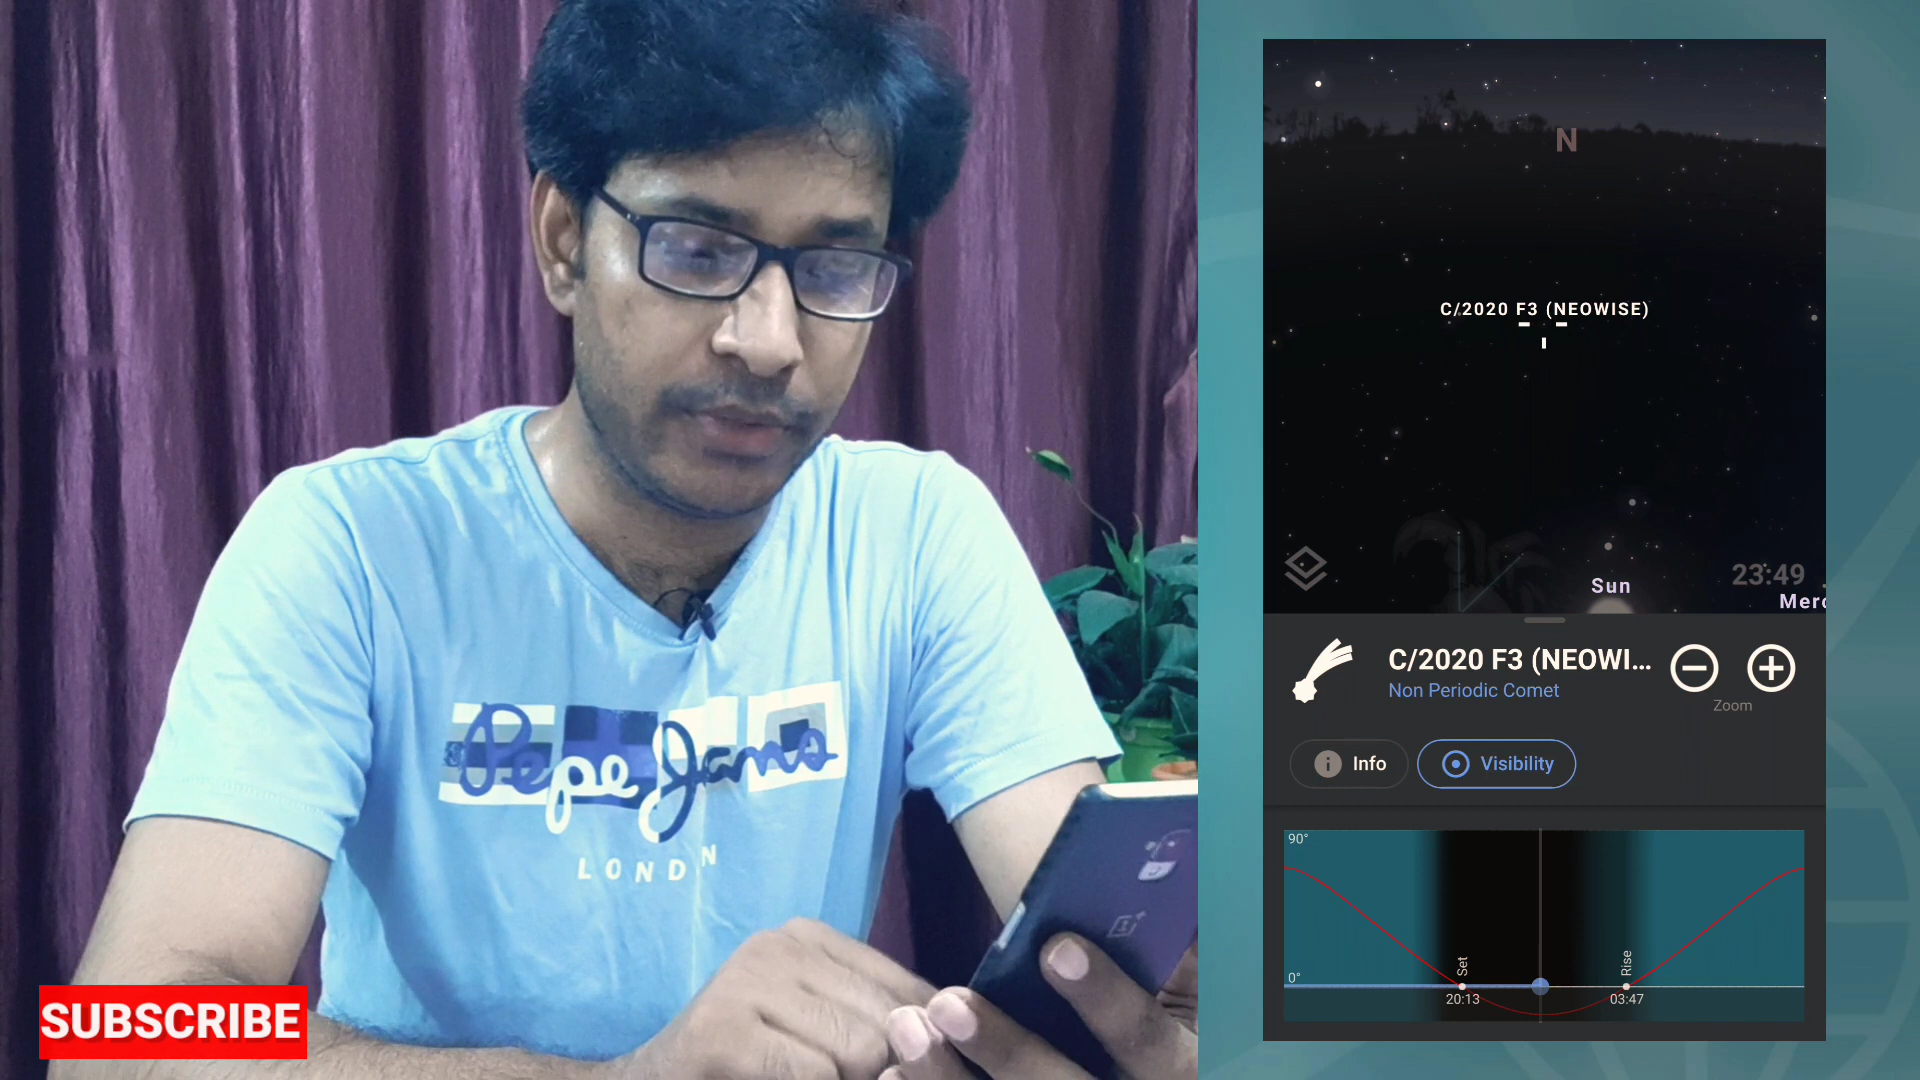 N
C/2020 F3 (NEOWISE)
23:49
Sun
Merc
C/2020 F3 (NEOWI...
Non Periodic Comet
Zoom
Info
Visibility
90°
0°
Set
20:13
Rise
03:47
Pepe Jeans
LONDON
SUBSCRIBE